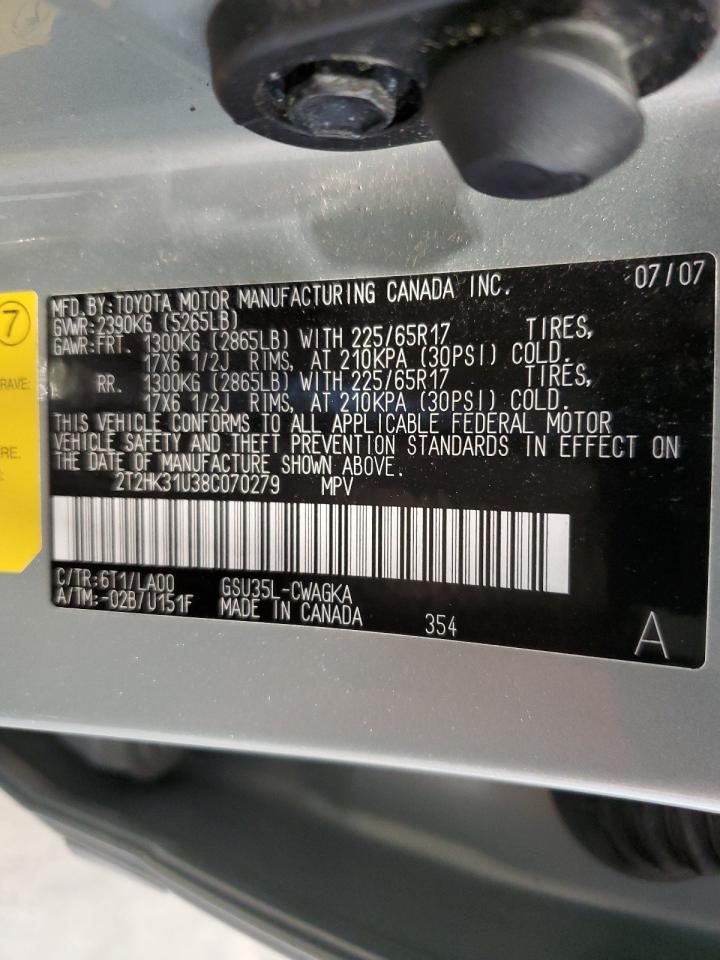 MFD.BY:TOYOTA MOTOR MANUFACTURING CANADA INC. 07/07
GVWR:2390KG (5265LB)
GAWR:FRT. 1300KG (2865LB) WITH 225/65R17 TIRES,
17X6 1/2J RIMS, AT 210KPA (30PSI) COLD.
RR. 1300KG (2865LB) WITH 225/65R17 TIRES,
17X6 1/2J RIMS, AT 210KPA (30PSI) COLD.
THIS VEHICLE CONFORMS TO ALL APPLICABLE FEDERAL MOTOR
VEHICLE SAFETY AND THEFT PREVENTION STANDARDS IN EFFECT ON
THE DATE OF MANUFACTURE SHOWN ABOVE.
2T2HK31U38C070279 MPV
C/TR:6T1/LA00 GSU35L-CWAGKA
A/TM:-02B/U151F MADE IN CANADA 354 A
7
RAVE:
RE.